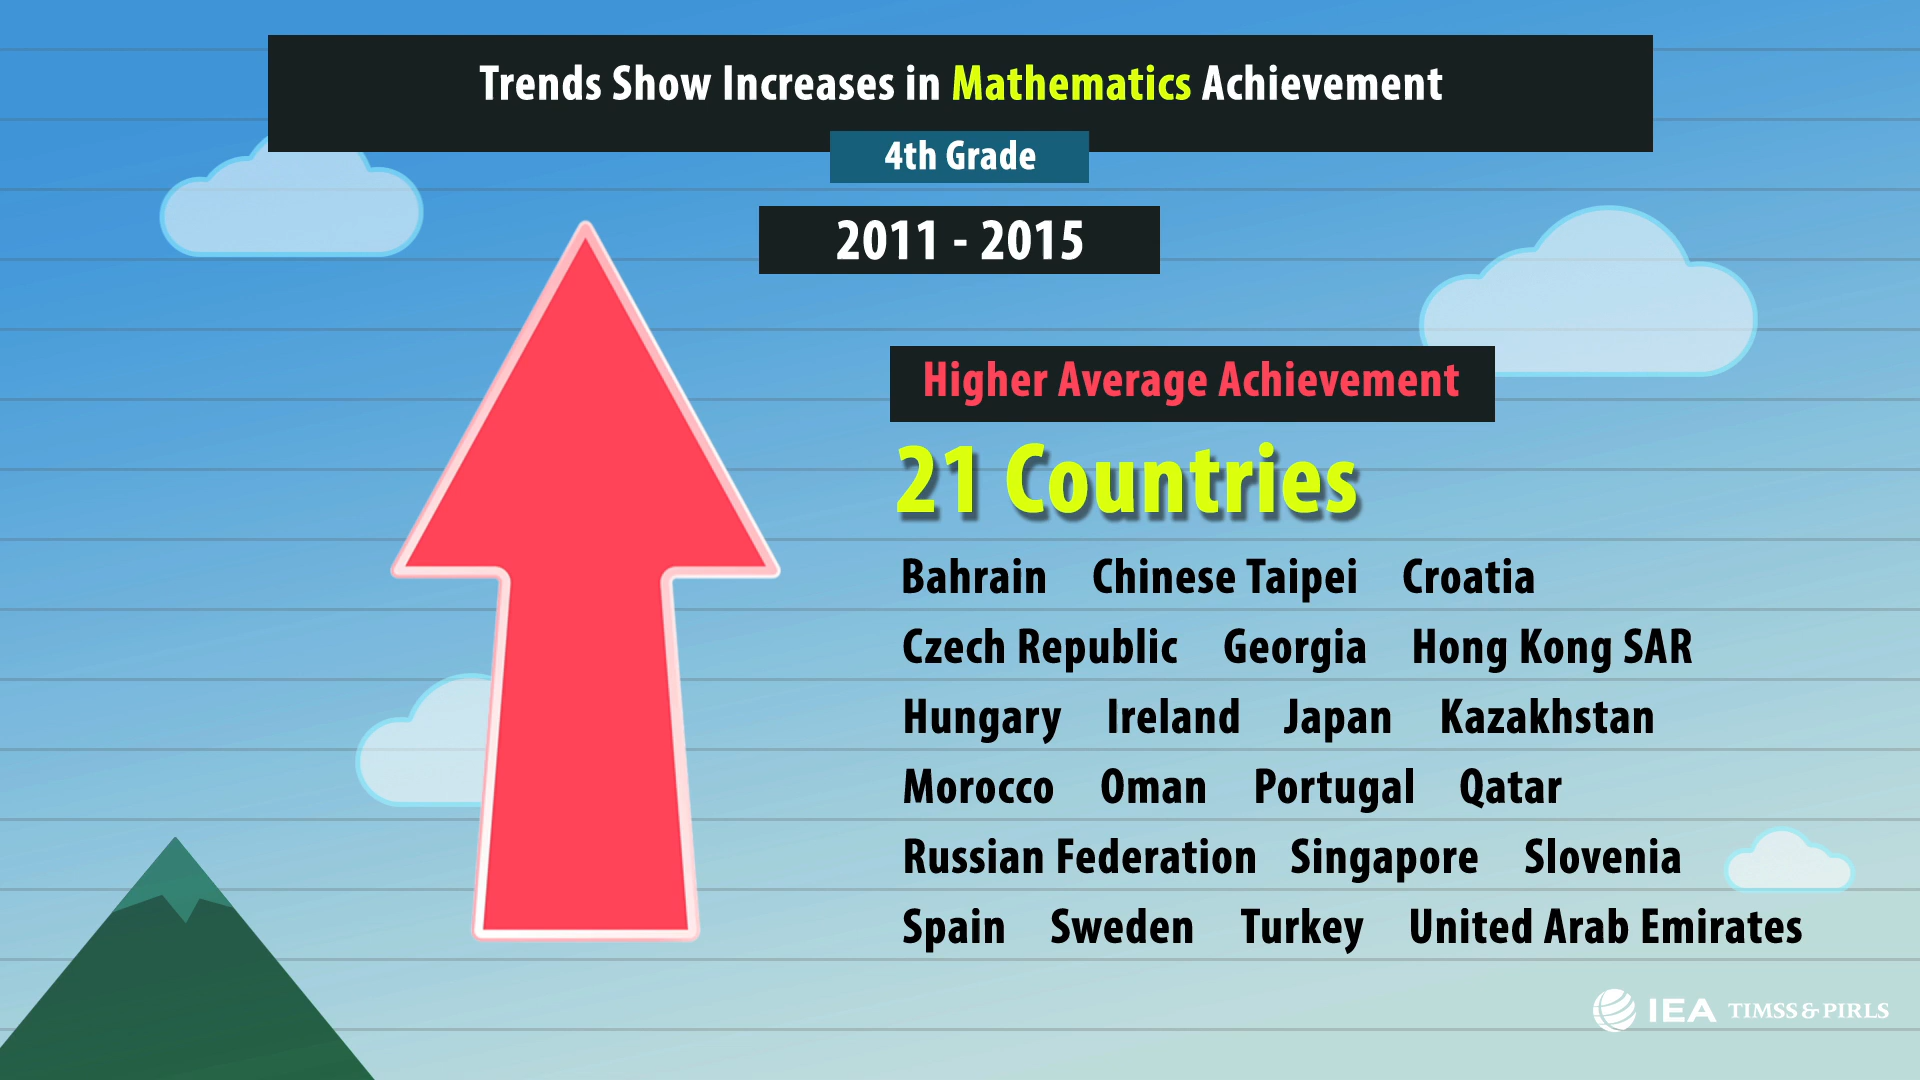 Trends Show Increases in Mathematics Achievement
4th Grade
2011 - 2015
Higher Average Achievement
21 Countries
Bahrain Chinese Taipei Croatia
Czech Republic Georgia Hong Kong SAR
Hungary Ireland Japan Kazakhstan
Morocco Oman Portugal Qatar
Russian Federation Singapore Slovenia
Spain Sweden Turkey United Arab Emirates
IEA TIMSS & PIRLS